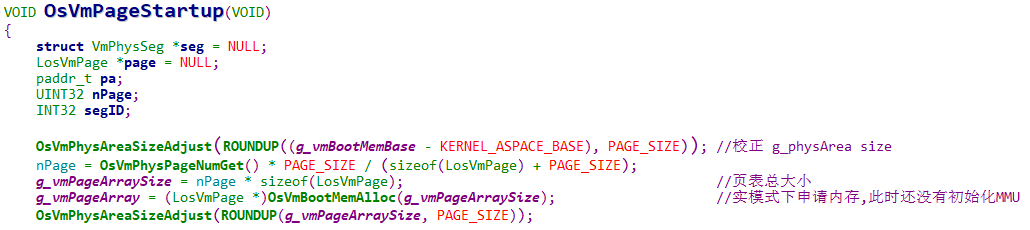 VOID OsVmPageStartup(VOID)
{
    struct VmPhysSeg *seg = NULL;
    LosVmPage *page = NULL;
    paddr_t pa;
    UINT32 nPage;
    INT32 segID;

    OsVmPhysAreaSizeAdjust(ROUNDUP((g_vmBootMemBase - KERNEL_ASPACE_BASE), PAGE_SIZE)); //校正 g_physArea size
    nPage = OsVmPhysPageNumGet() * PAGE_SIZE / (sizeof(LosVmPage) + PAGE_SIZE);
    g_vmPageArraySize = nPage * sizeof(LosVmPage); //页表总大小
    g_vmPageArray = (LosVmPage *)OsVmBootMemAlloc(g_vmPageArraySize); //实模式下申请内存,此时还没有初始化MMU
    OsVmPhysAreaSizeAdjust(ROUNDUP(g_vmPageArraySize, PAGE_SIZE));